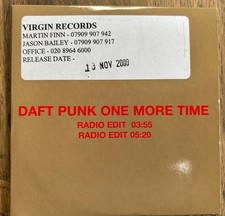 VIRGIN RECORDS
MARTIN FINN - 07909 907 942
JASON BAILEY - 07909 907 917
OFFICE - 020 8964 6000
RELEASE DATE -
13 NOV 2000
DAFT PUNK ONE MORE TIME
RADIO EDIT 03:55
RADIO EDIT 05:20